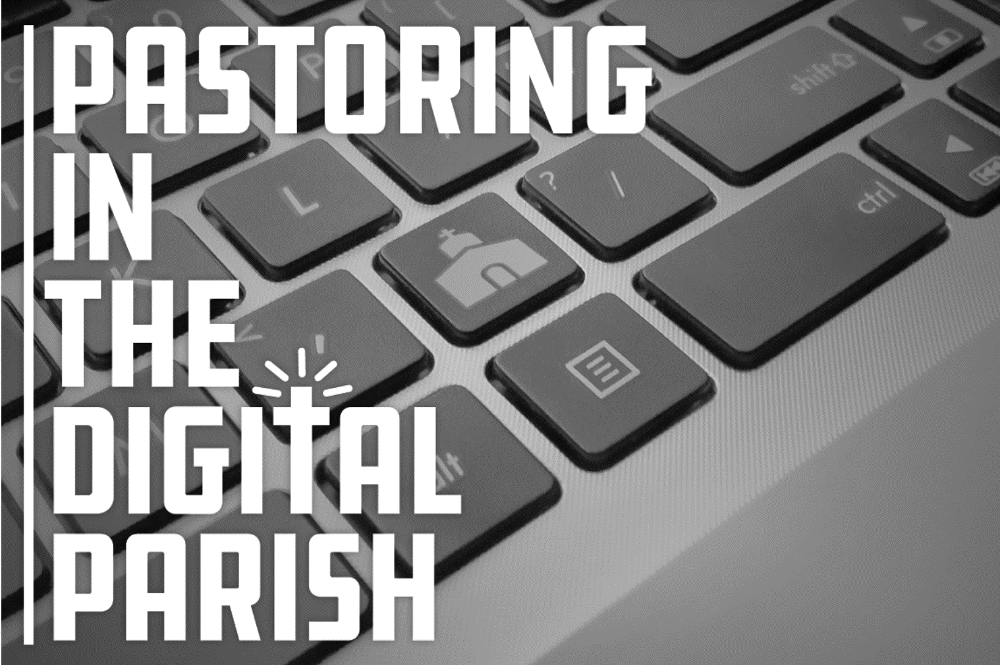 PASTORING
IN
THE
DIGITAL
PARISH
P
O
L
? /
K
shift
ctrl
alt